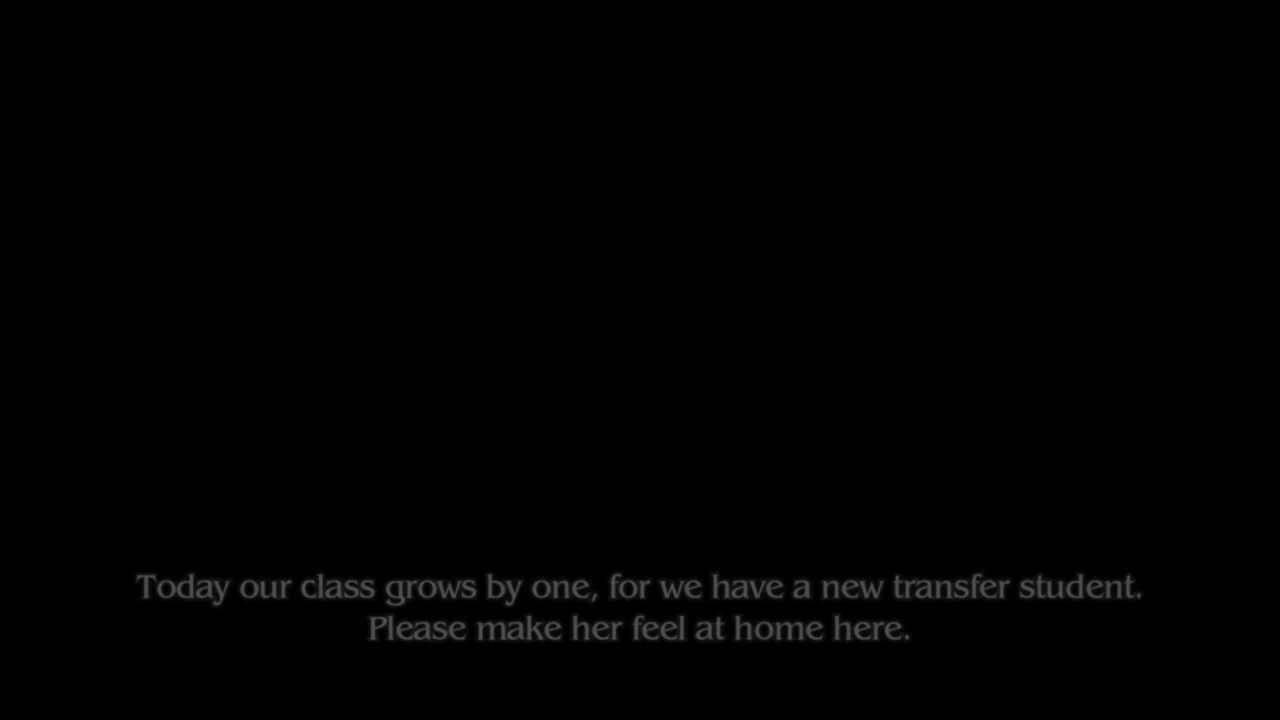 Today our class grows by one, for we have a new transfer student.
Please make her feel at home here.